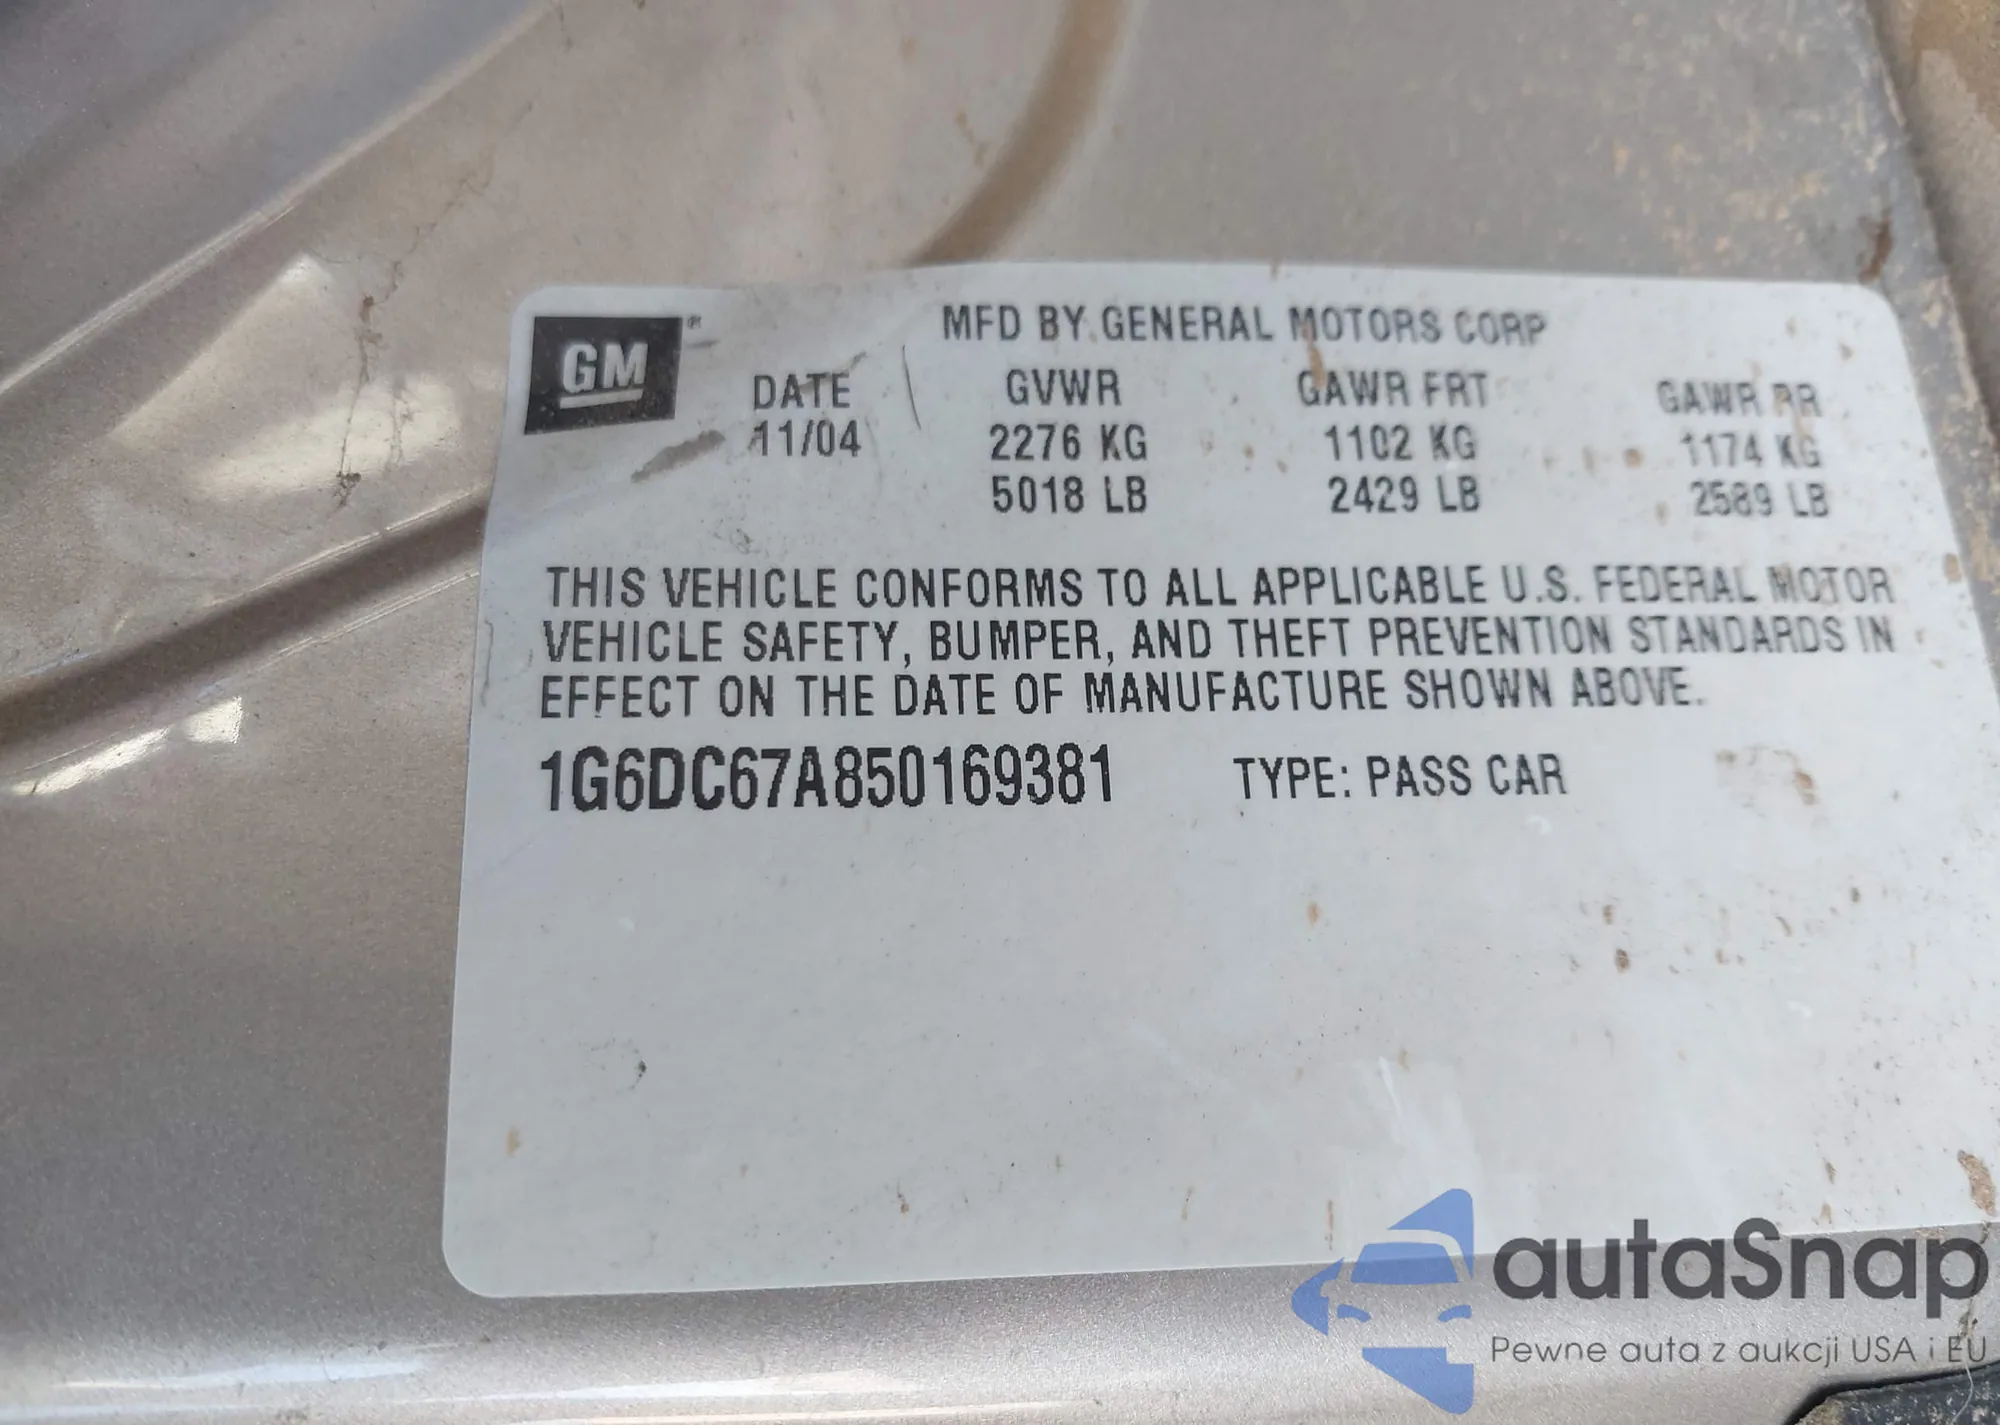 GM
MFD BY GENERAL MOTORS CORP
DATE GVWR GAWR FRT GAWR RR
11/04 2276 KG 1102 KG 1174 KG
5018 LB 2429 LB 2589 LB
THIS VEHICLE CONFORMS TO ALL APPLICABLE U.S. FEDERAL MOTOR
VEHICLE SAFETY, BUMPER, AND THEFT PREVENTION STANDARDS IN
EFFECT ON THE DATE OF MANUFACTURE SHOWN ABOVE.
1G6DC67A850169381 TYPE: PASS CAR
autaSnap
Pewne auta z aukcji USA i EU